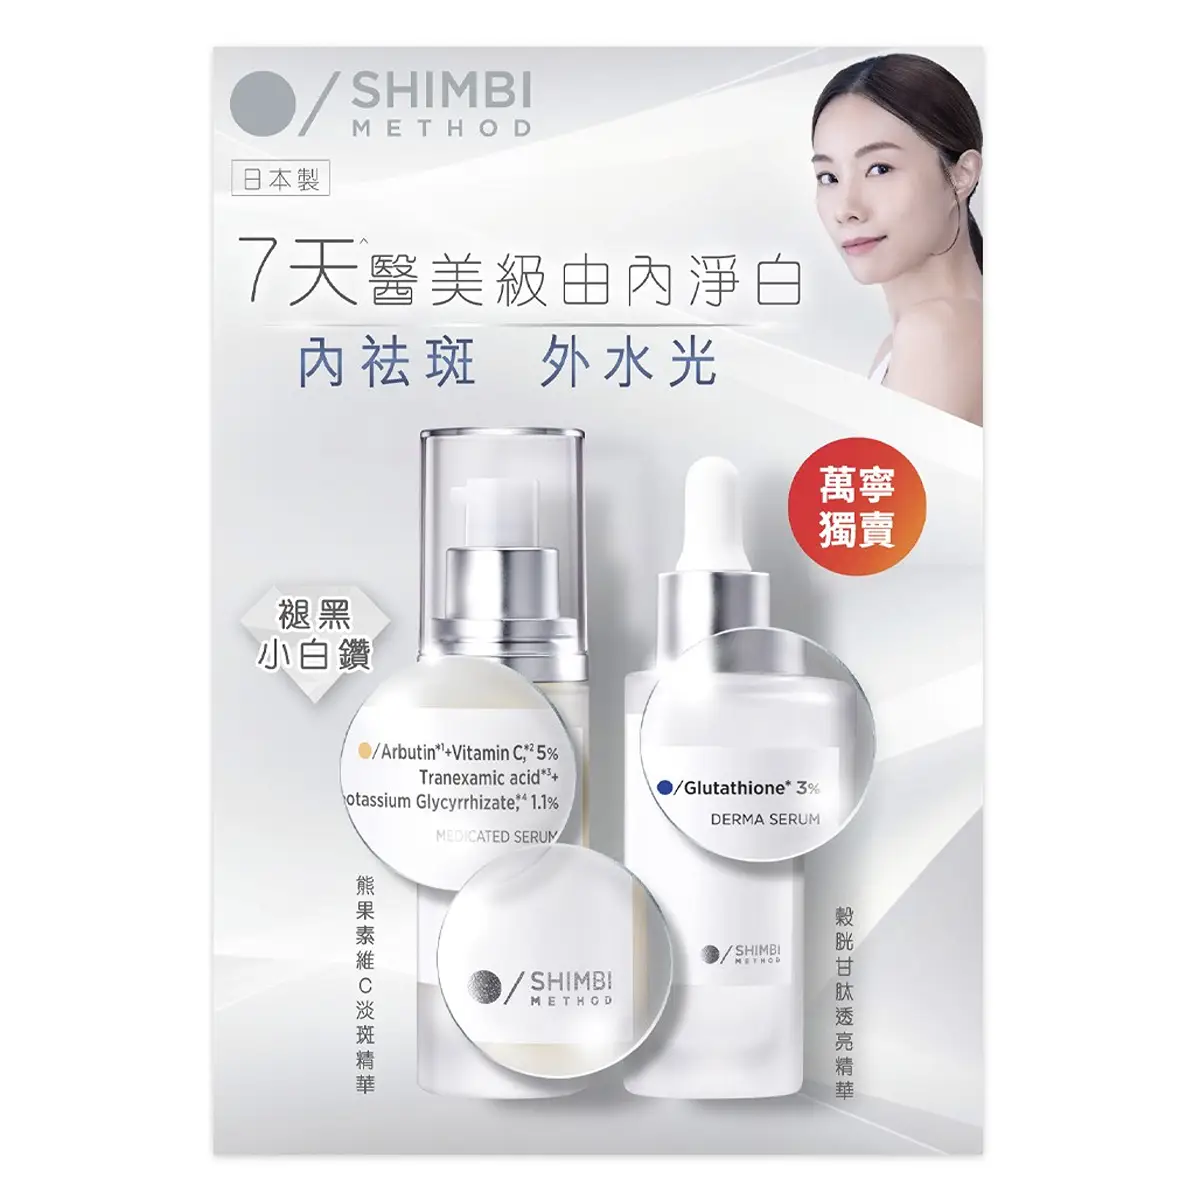 SHIMBI
METHOD
日本製
7天^醫美級由內淨白
內祛斑 外水光
萬寧
獨賣
褪黑
小白鑽
/Arbutin*1+Vitamin C,*2 5%
Tranexamic acid*3+
otassium Glycyrrhizate,*4 1.1%
MEDICATED SERUM
/Glutathione* 3%
DERMA SERUM
熊果素維C淡斑精華
SHIMBI
METHOD
SHIMBI
METHOD
穀胱甘肽透亮精華